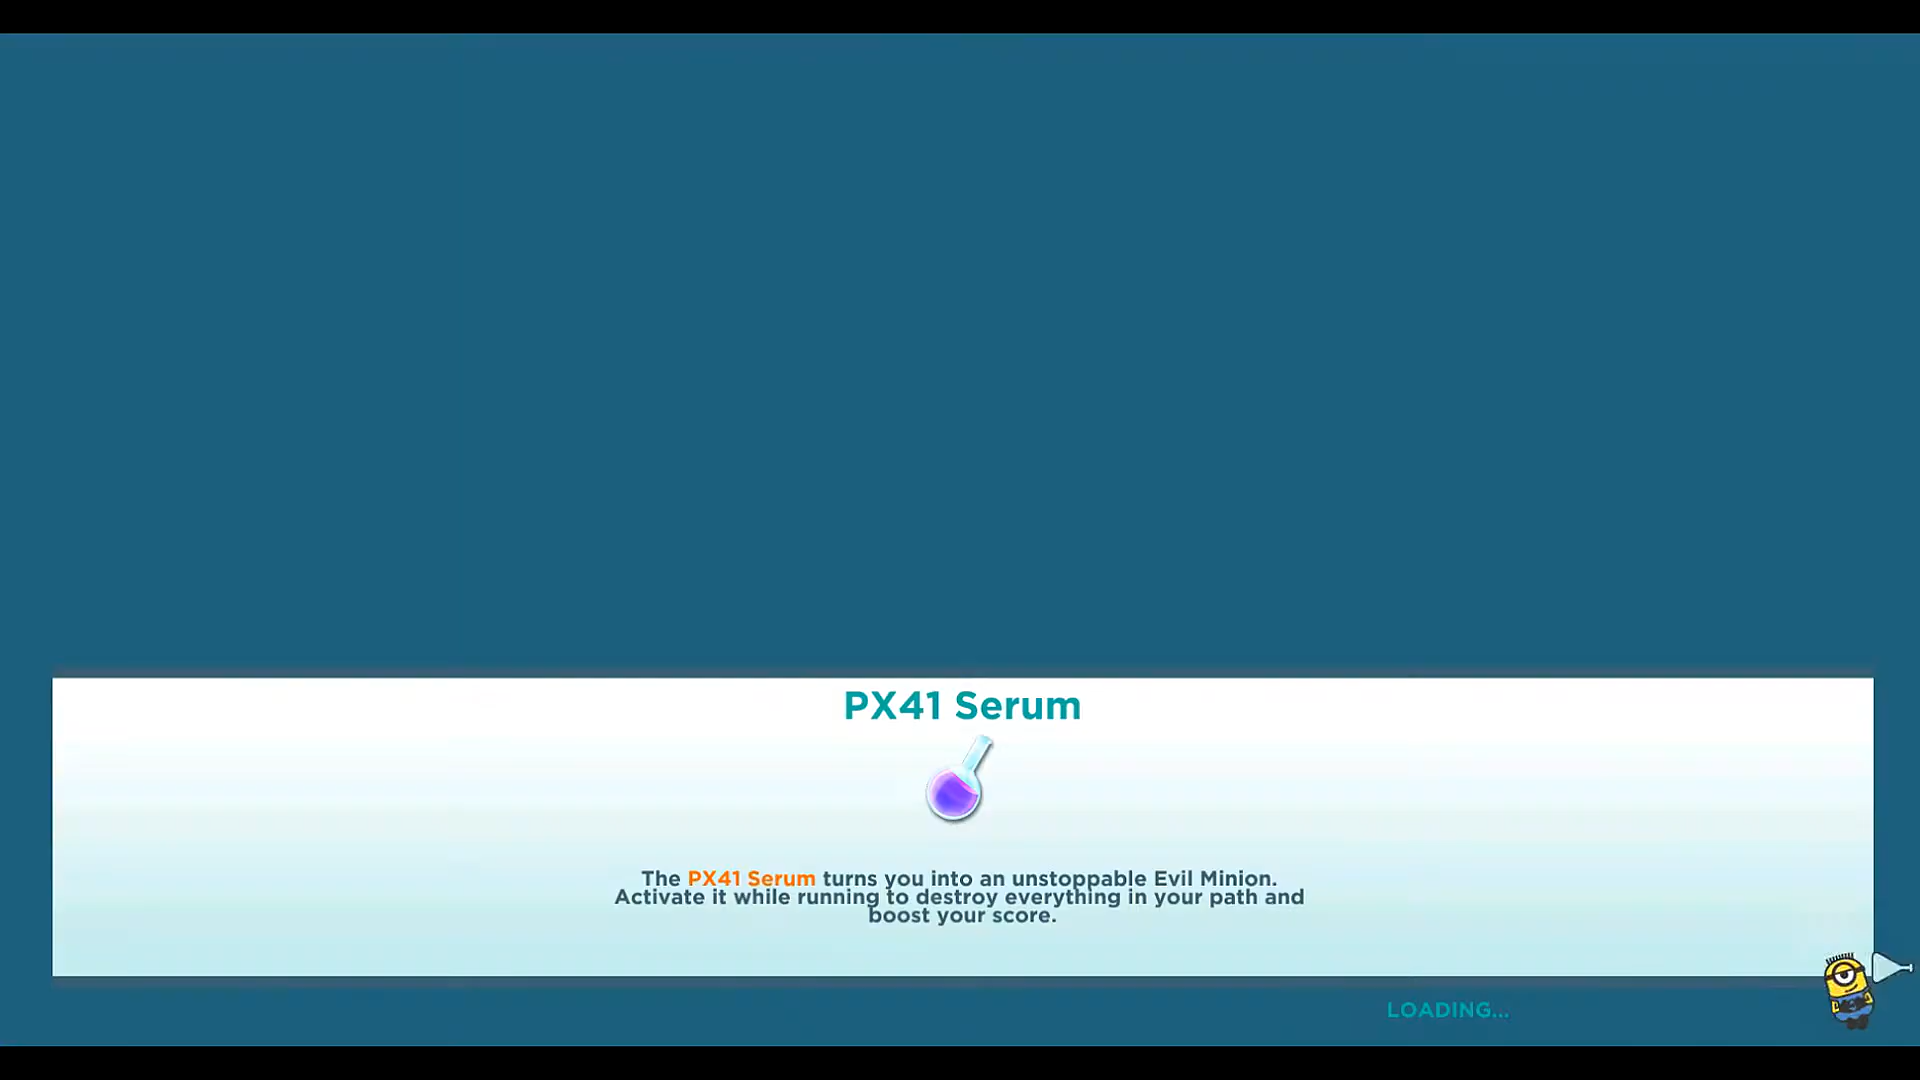 PX41 Serum
The PX41 Serum turns you into an unstoppable Evil Minion.
Activate it while running to destroy everything in your path and
boost your score.
LOADING...